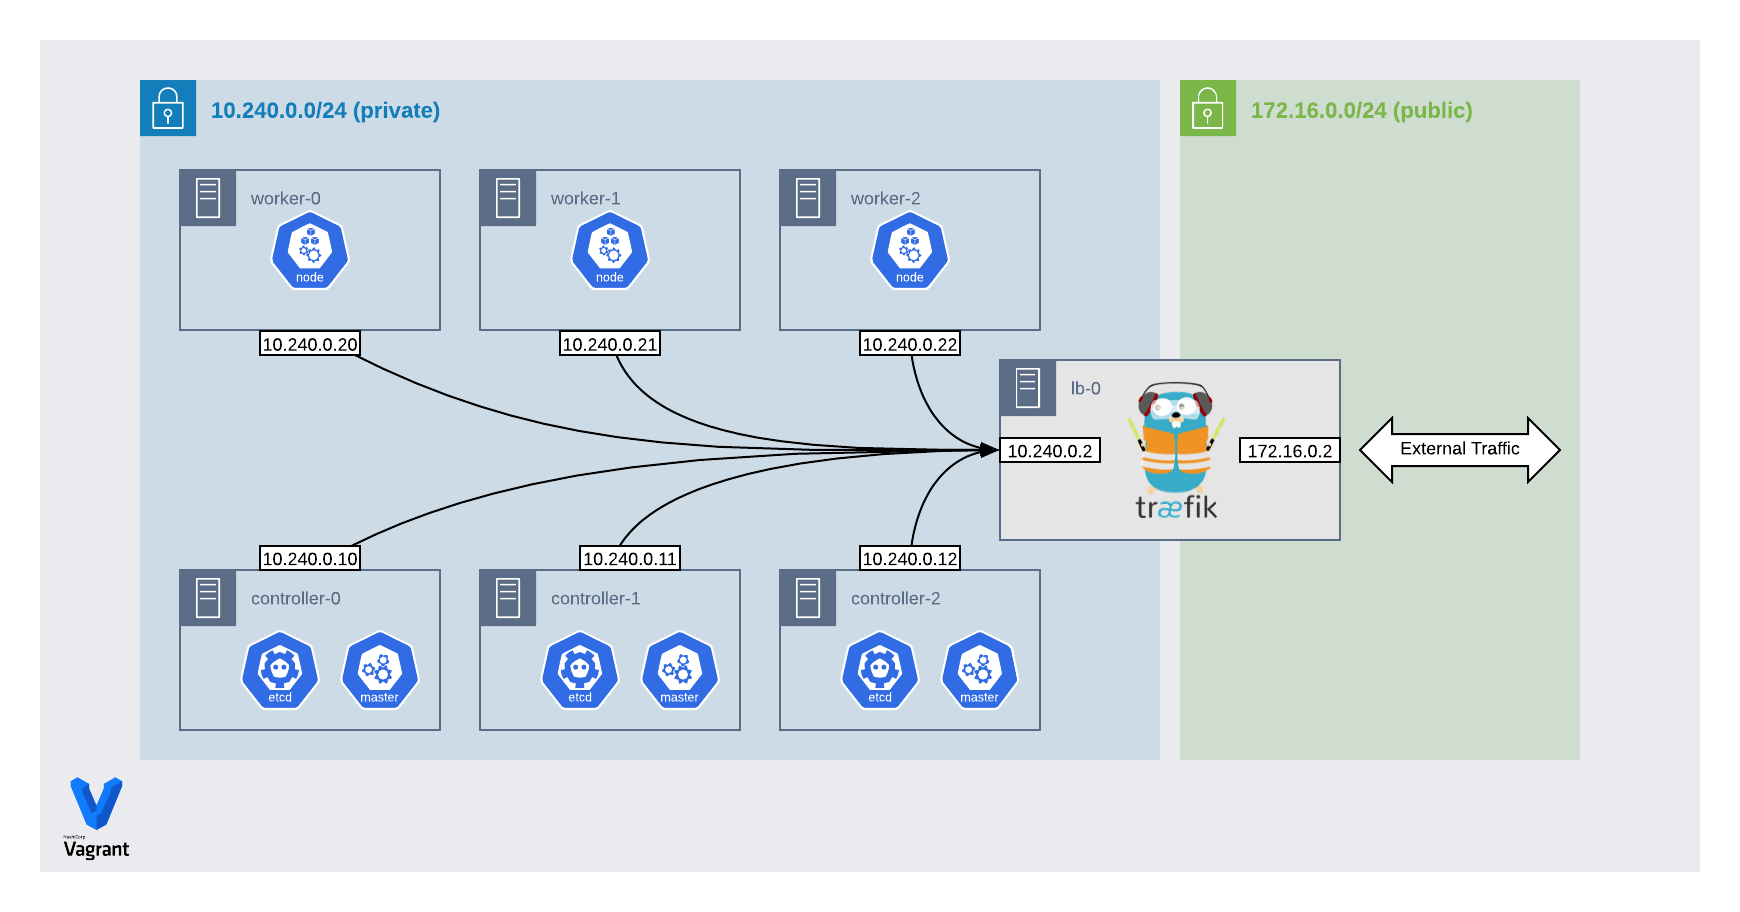 10.240.0.0/24 (private)
172.16.0.0/24 (public)
worker-0
node
10.240.0.20
worker-1
node
10.240.0.21
worker-2
node
10.240.0.22
lb-0
10.240.0.2
træfik
172.16.0.2
External Traffic
10.240.0.10
controller-0
etcd
master
10.240.0.11
controller-1
etcd
master
10.240.0.12
controller-2
etcd
master
HashiCorp
Vagrant